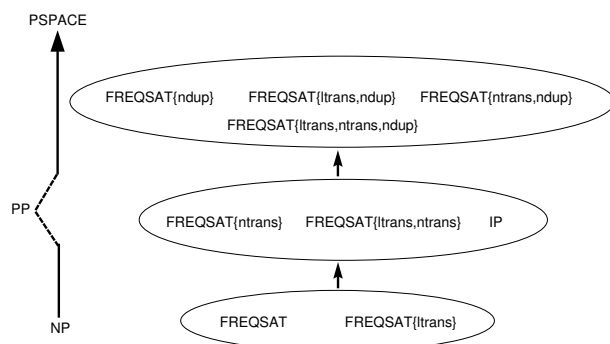 PSPACE
FREQSAT{ndup} FREQSAT{ltrans,ndup} FREQSAT{ntrans,ndup}
FREQSAT{ltrans,ntrans,ndup}
PP
FREQSAT{ntrans} FREQSAT{ltrans,ntrans} IP
FREQSAT FREQSAT{ltrans}
NP